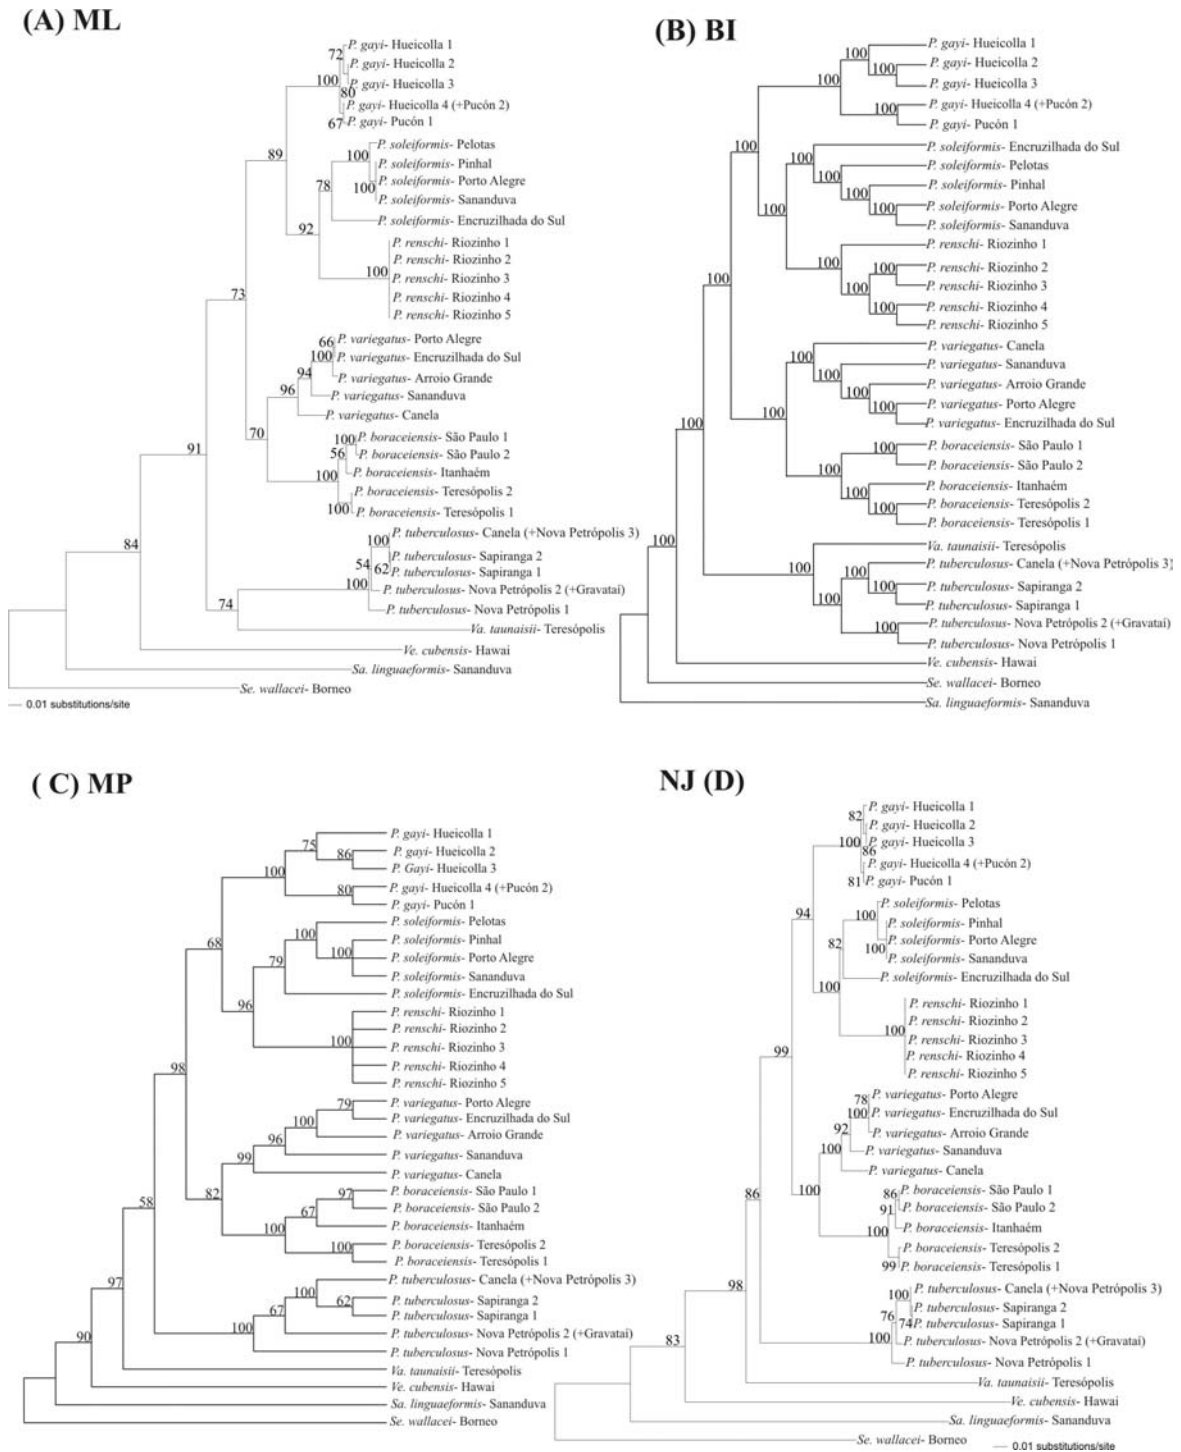 (A) ML
72
P. gayi- Hueicolla 1
P. gayi- Hueicolla 2
100
P. gayi- Hueicolla 3
80
P. gayi- Hueicolla 4 (+Pucón 2)
67
P. gayi- Pucón 1
P. soleiformis- Pelotas
89
100
P. soleiformis- Pinhal
78
100
P. soleiformis- Porto Alegre
P. soleiformis- Sananduva
P. soleiformis- Encruzilhada do Sul
92
P. renschi- Riozinho 1
P. renschi- Riozinho 2
100
P. renschi- Riozinho 3
P. renschi- Riozinho 4
73
P. renschi- Riozinho 5
66
P. variegatus- Porto Alegre
100
P. variegatus- Encruzilhada do Sul
94
P. variegatus- Arroio Grande
96
P. variegatus- Sananduva
P. variegatus- Canela
70
100
P. boraceiensis- São Paulo 1
56
P. boraceiensis- São Paulo 2
91
100
P. boraceiensis- Itanhaém
P. boraceiensis- Teresópolis 2
100
P. boraceiensis- Teresópolis 1
P. tuberculosus- Canela (+Nova Petrópolis 3)
84
100
P. tuberculosus- Sapiranga 2
54
62
P. tuberculosus- Sapiranga 1
100
P. tuberculosus- Nova Petrópolis 2 (+Gravataí)
74
P. tuberculosus- Nova Petrópolis 1
Va. taunaisii- Teresópolis
Ve. cubensis- Hawai
Sa. linguaeformis- Sananduva
Se. wallacei- Borneo
0.01 substitutions/site
(B) BI
P. gayi- Hueicolla 1
100
P. gayi- Hueicolla 2
100
100
P. gayi- Hueicolla 3
P. gayi- Hueicolla 4 (+Pucón 2)
100
P. gayi- Pucón 1
100
P. soleiformis- Encruzilhada do Sul
100
P. soleiformis- Pelotas
100
P. soleiformis- Pinhal
100
P. soleiformis- Porto Alegre
100
100
P. soleiformis- Sananduva
P. renschi- Riozinho 1
100
P. renschi- Riozinho 2
100
100
P. renschi- Riozinho 3
100
P. renschi- Riozinho 4
100
P. renschi- Riozinho 5
P. variegatus- Canela
100
P. variegatus- Sananduva
100
P. variegatus- Arroio Grande
100
P. variegatus- Porto Alegre
100
100
P. variegatus- Encruzilhada do Sul
100
P. boraceiensis- São Paulo 1
100
P. boraceiensis- São Paulo 2
100
P. boraceiensis- Itanhaém
100
P. boraceiensis- Teresópolis 2
100
P. boraceiensis- Teresópolis 1
100
Va. taunaisii- Teresópolis
P. tuberculosus- Canela (+Nova Petrópolis 3)
100
100
P. tuberculosus- Sapiranga 2
100
P. tuberculosus- Sapiranga 1
100
P. tuberculosus- Nova Petrópolis 2 (+Gravataí)
100
P. tuberculosus- Nova Petrópolis 1
Ve. cubensis- Hawai
Se. wallacei- Borneo
Sa. linguaeformis- Sananduva
( C) MP
P. gayi- Hueicolla 1
75
P. gayi- Hueicolla 2
86
P. Gayi- Hueicolla 3
100
P. gayi- Hueicolla 4 (+Pucón 2)
80
P. gayi- Pucón 1
P. soleiformis- Pelotas
100
P. soleiformis- Pinhal
68
100
P. soleiformis- Porto Alegre
79
P. soleiformis- Sananduva
P. soleiformis- Encruzilhada do Sul
96
P. renschi- Riozinho 1
P. renschi- Riozinho 2
100
P. renschi- Riozinho 3
P. renschi- Riozinho 4
98
P. renschi- Riozinho 5
79
P. variegatus- Porto Alegre
100
P. variegatus- Encruzilhada do Sul
P. variegatus- Arroio Grande
96
P. variegatus- Sananduva
99
P. variegatus- Canela
82
97
P. boraceiensis- São Paulo 1
58
67
P. boraceiensis- São Paulo 2
100
P. boraceiensis- Itanhaém
P. boraceiensis- Teresópolis 2
100
P. boraceiensis- Teresópolis 1
97
P. tuberculosus- Canela (+Nova Petrópolis 3)
100
P. tuberculosus- Sapiranga 2
67
62
P. tuberculosus- Sapiranga 1
100
P. tuberculosus- Nova Petrópolis 2 (+Gravataí)
90
P. tuberculosus- Nova Petrópolis 1
Va. taunaisii- Teresópolis
Ve. cubensis- Hawai
Sa. linguaeformis- Sananduva
Se. wallacei- Borneo
NJ (D)
P. gayi- Hueicolla 1
82
P. gayi- Hueicolla 2
100
P. gayi- Hueicolla 3
86
P. gayi- Hueicolla 4 (+Pucón 2)
81
P. gayi- Pucón 1
P. soleiformis- Pelotas
94
100
P. soleiformis- Pinhal
82
100
P. soleiformis- Porto Alegre
P. soleiformis- Sananduva
P. soleiformis- Encruzilhada do Sul
100
P. renschi- Riozinho 1
P. renschi- Riozinho 2
100
P. renschi- Riozinho 3
99
P. renschi- Riozinho 4
P. renschi- Riozinho 5
78
P. variegatus- Porto Alegre
100
P. variegatus- Encruzilhada do Sul
92
P. variegatus- Arroio Grande
100
P. variegatus- Sananduva
P. variegatus- Canela
100
86
86
P. boraceiensis- São Paulo 1
91
P. boraceiensis- São Paulo 2
100
P. boraceiensis- Itanhaém
P. boraceiensis- Teresópolis 2
99
P. boraceiensis- Teresópolis 1
98
P. tuberculosus- Canela (+Nova Petrópolis 3)
100
P. tuberculosus- Sapiranga 2
76
74
P. tuberculosus- Sapiranga 1
100
P. tuberculosus- Nova Petrópolis 2 (+Gravataí)
83
P. tuberculosus- Nova Petrópolis 1
Va. taunaisii- Teresópolis
Ve. cubensis- Hawai
Sa. linguaeformis- Sananduva
Se. wallacei- Borneo
0.01 substitutions/site